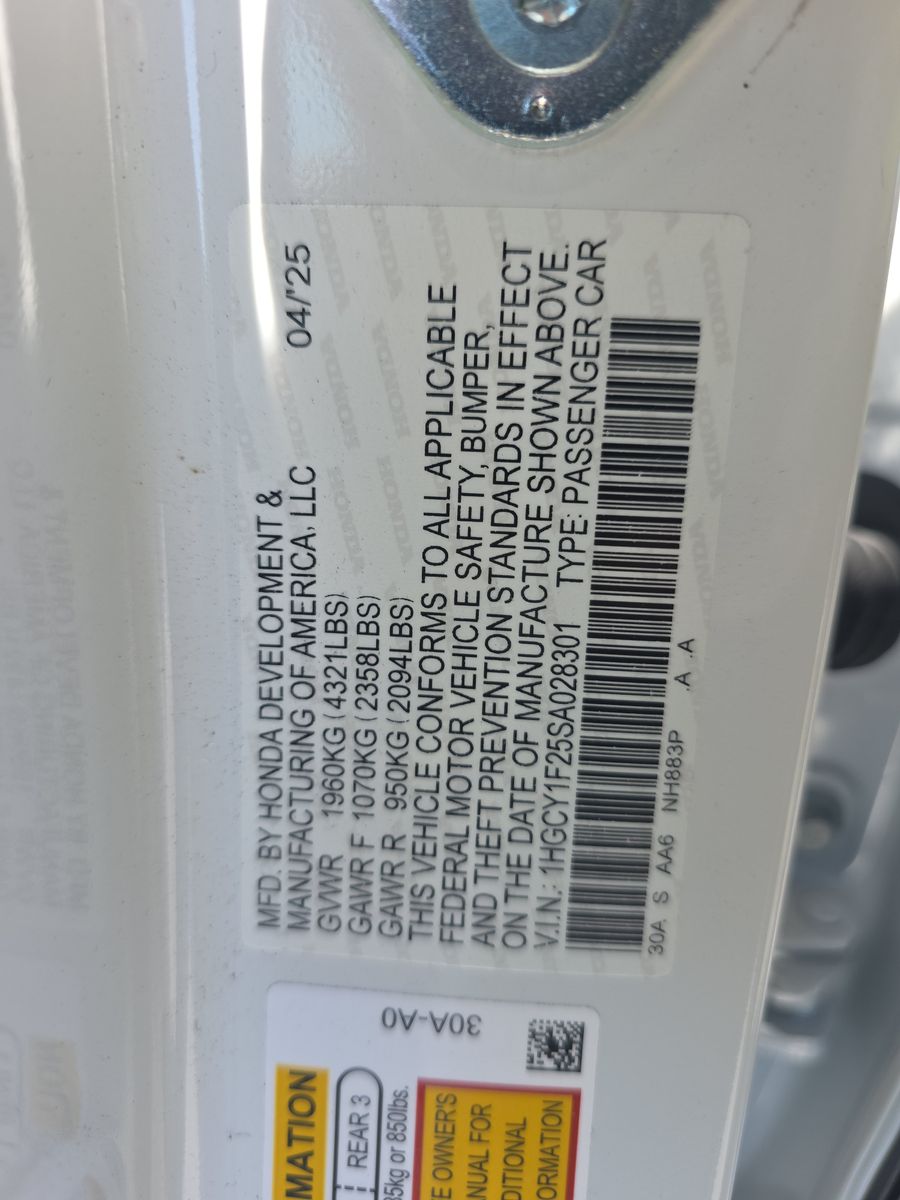 MFD. BY HONDA DEVELOPMENT &
MANUFACTURING OF AMERICA, LLC 04/'25
GVWR 1960KG (4321LBS)
GAWR F 1070KG (2358LBS)
GAWR R 950KG (2094LBS)
THIS VEHICLE CONFORMS TO ALL APPLICABLE
FEDERAL MOTOR VEHICLE SAFETY, BUMPER,
AND THEFT PREVENTION STANDARDS IN EFFECT
ON THE DATE OF MANUFACTURE SHOWN ABOVE.
V.I.N.: 1HGCY1F25SA028301 TYPE: PASSENGER CAR
30A S AA6 NH883P .A .A
30A-A0
MATION
REAR 3
85kg or 850lbs.
E OWNER'S
NUAL FOR
DITIONAL
ORMATION
HONDA